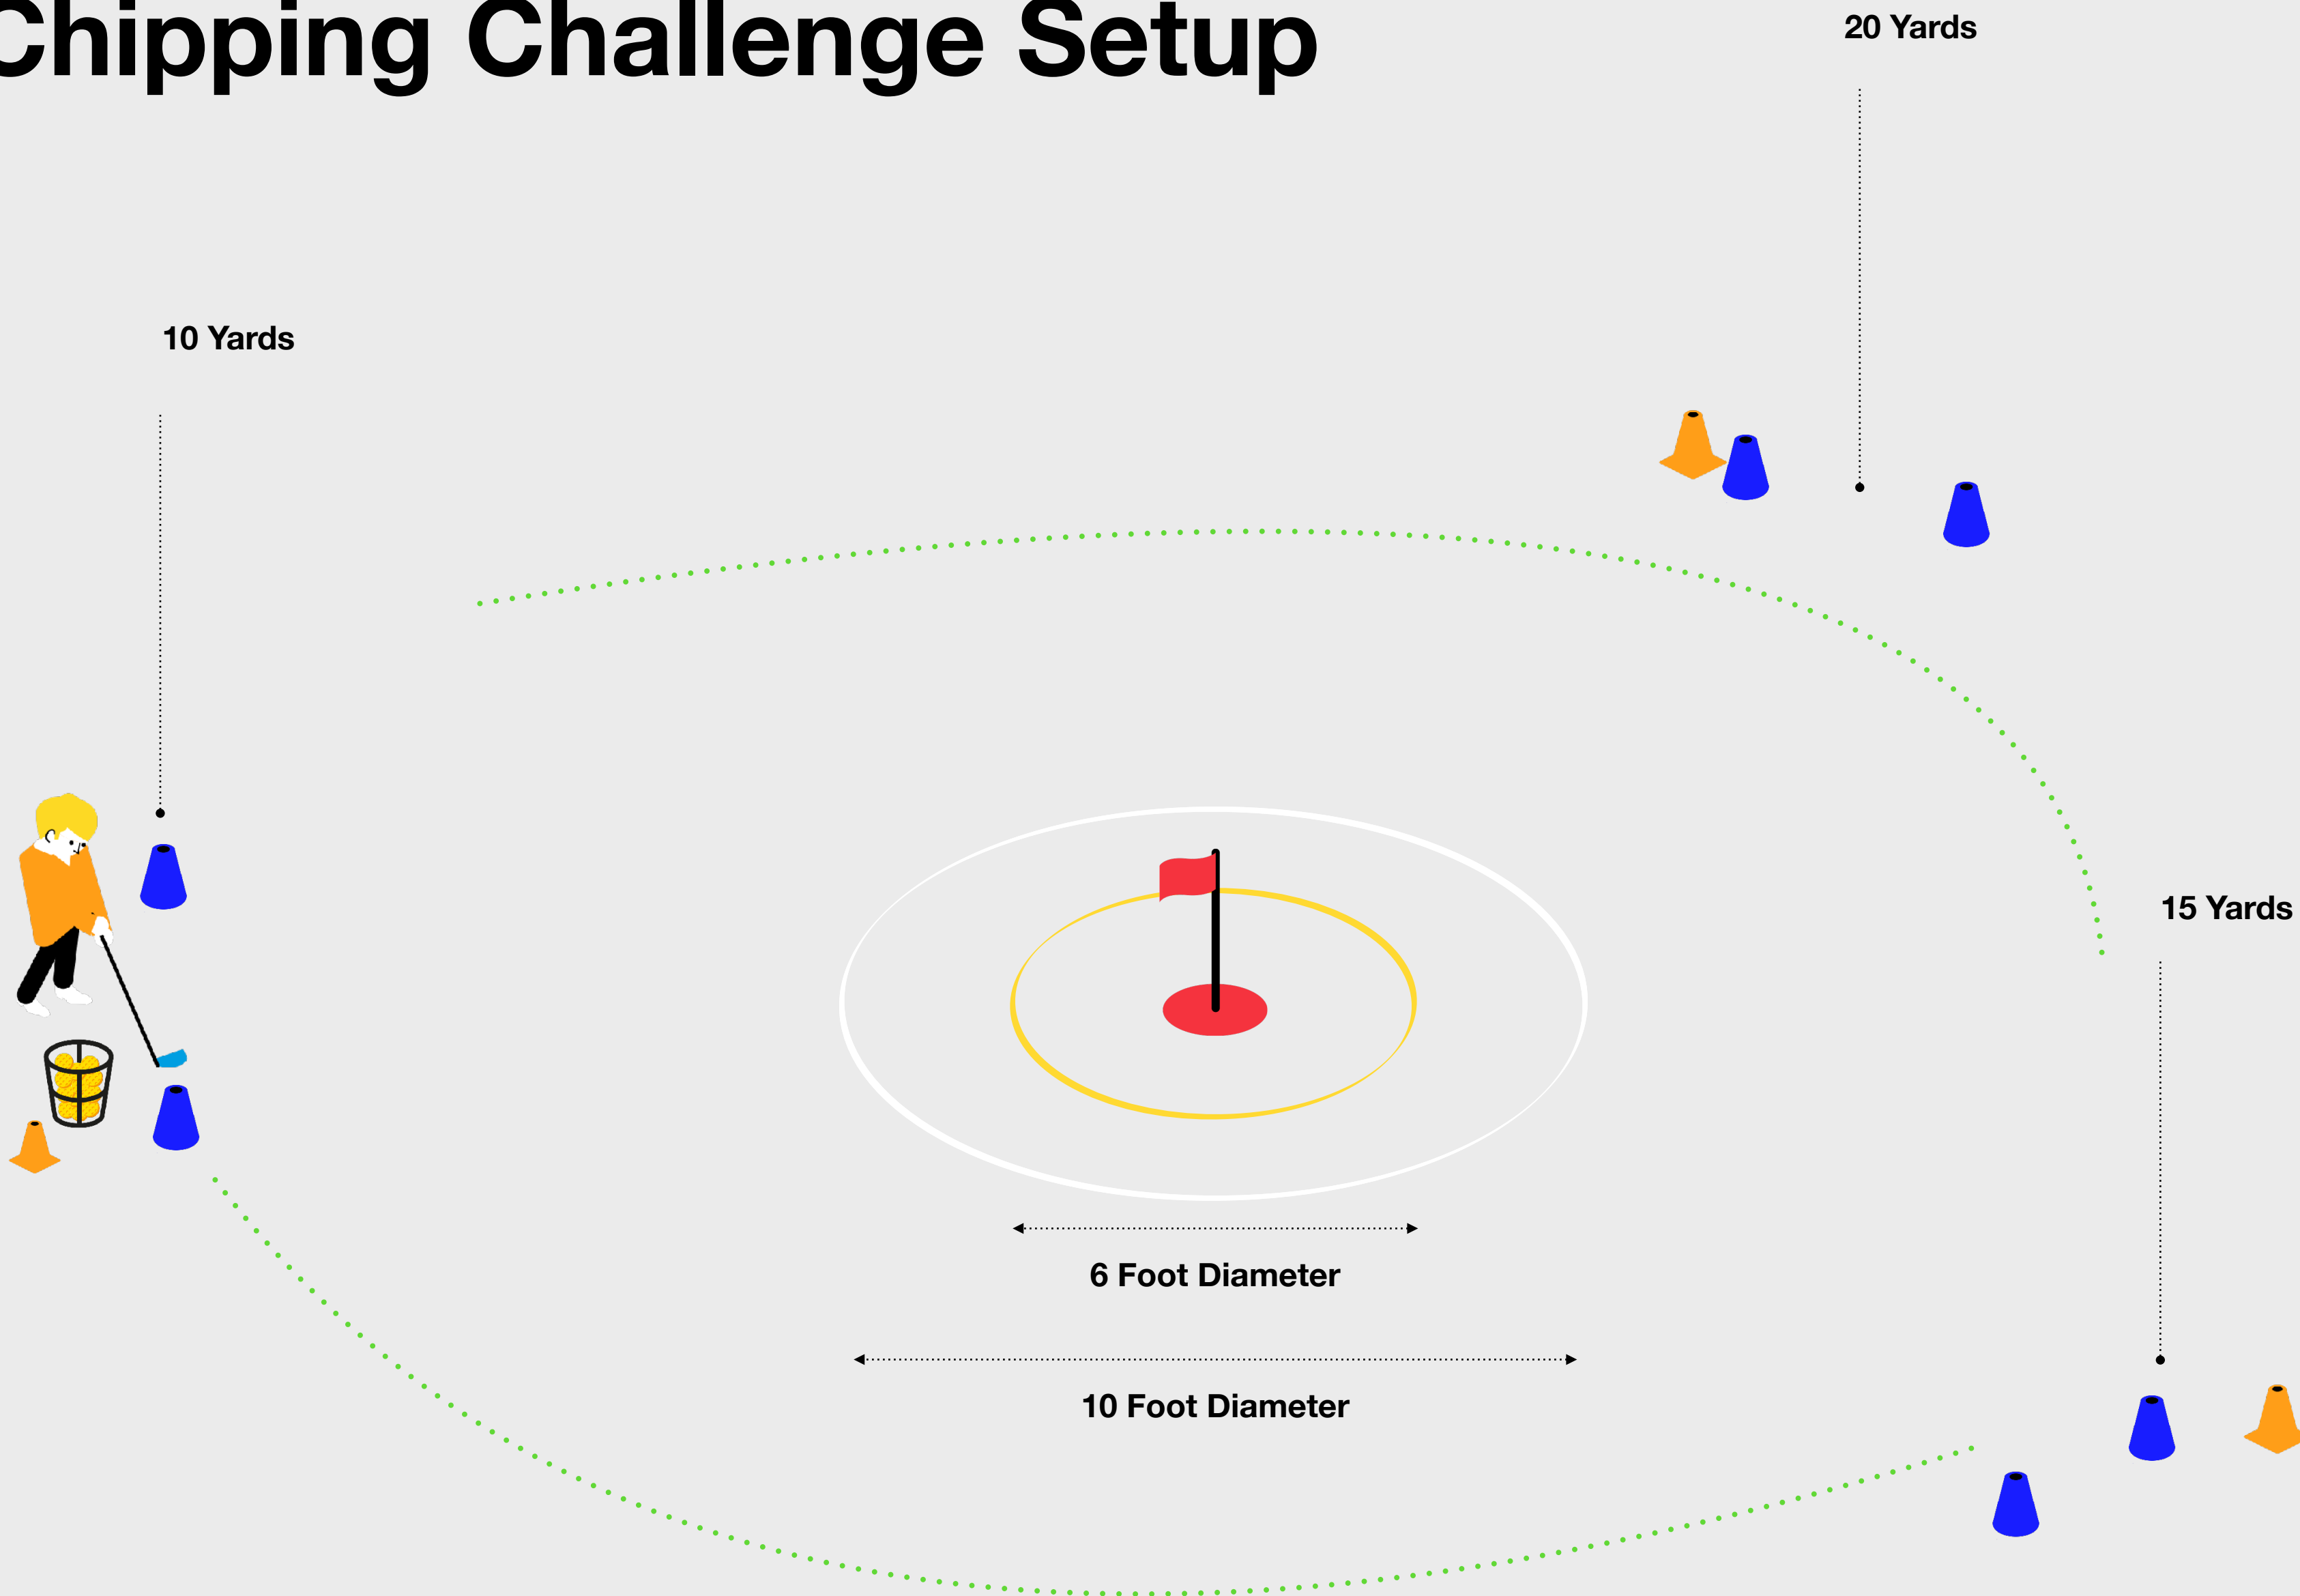 Chipping Challenge Setup
20 Yards
10 Yards
15 Yards
6 Foot Diameter
10 Foot Diameter